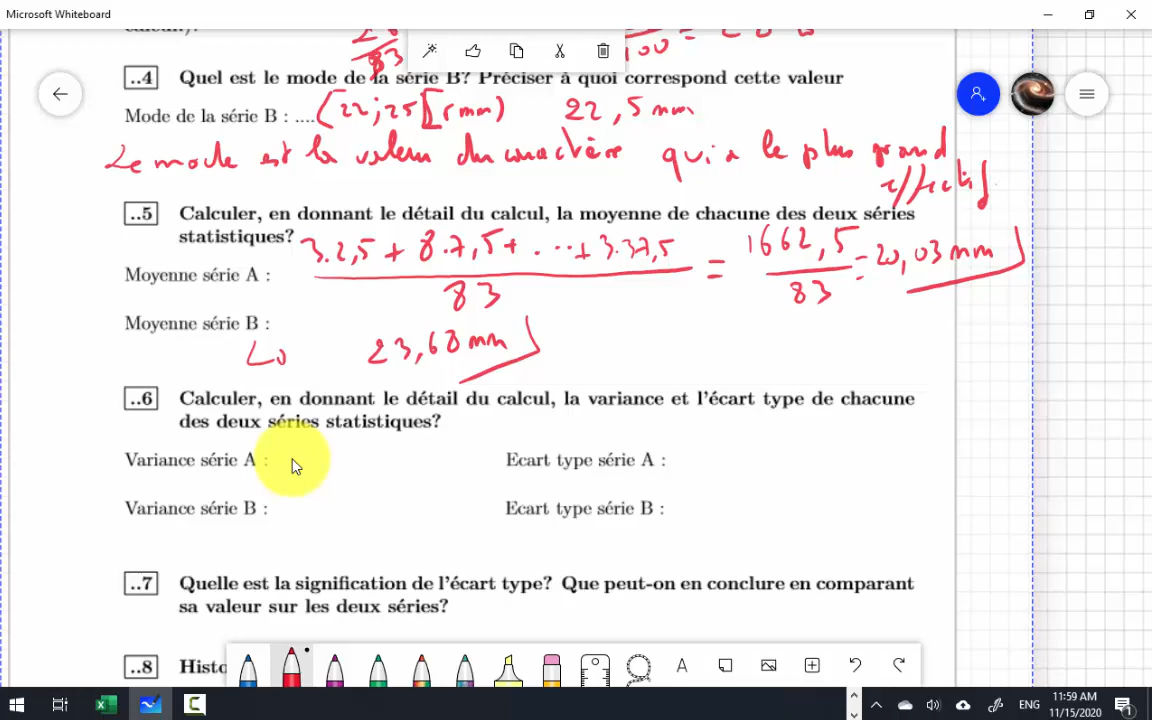 Microsoft Whiteboard
..4 Quel est le mode de la série B? Préciser à quoi correspond cette valeur
Mode de la série B : .... [22;25[(mm) 22,5 mm
Le mode est la valeur du caractère qui a le plus grand
effectif
..5 Calculer, en donnant le détail du calcul, la moyenne de chacune des deux séries
statistiques?
3.2,5 + 8.7,5 + ... + 3.37,5
Moyenne série A :
83
= 1662,5
83
= 20,03 mm
Moyenne série B :
23,68 mm
..6 Calculer, en donnant le détail du calcul, la variance et l'écart type de chacune
des deux séries statistiques?
Variance série A : Ecart type série A :
Variance série B : Ecart type série B :
..7 Quelle est la signification de l'écart type? Que peut-on en conclure en comparant
sa valeur sur les deux séries?
..8 Histo
A
ENG
11:59 AM
11/15/2020
1